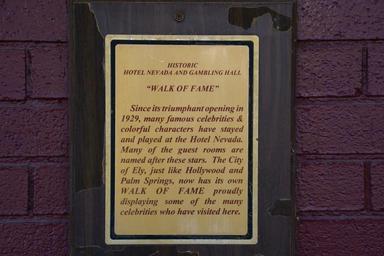 HISTORIC
HOTEL NEVADA AND GAMBLING HALL
“WALK OF FAME”
Since its triumphant opening in
1929, many famous celebrities &
colorful characters have stayed
and played at the Hotel Nevada.
Many of the guest rooms are
named after these stars. The City
of Ely, just like Hollywood and
Palm Springs, now has its own
WALK OF FAME proudly
displaying some of the many
celebrities who have visited here.